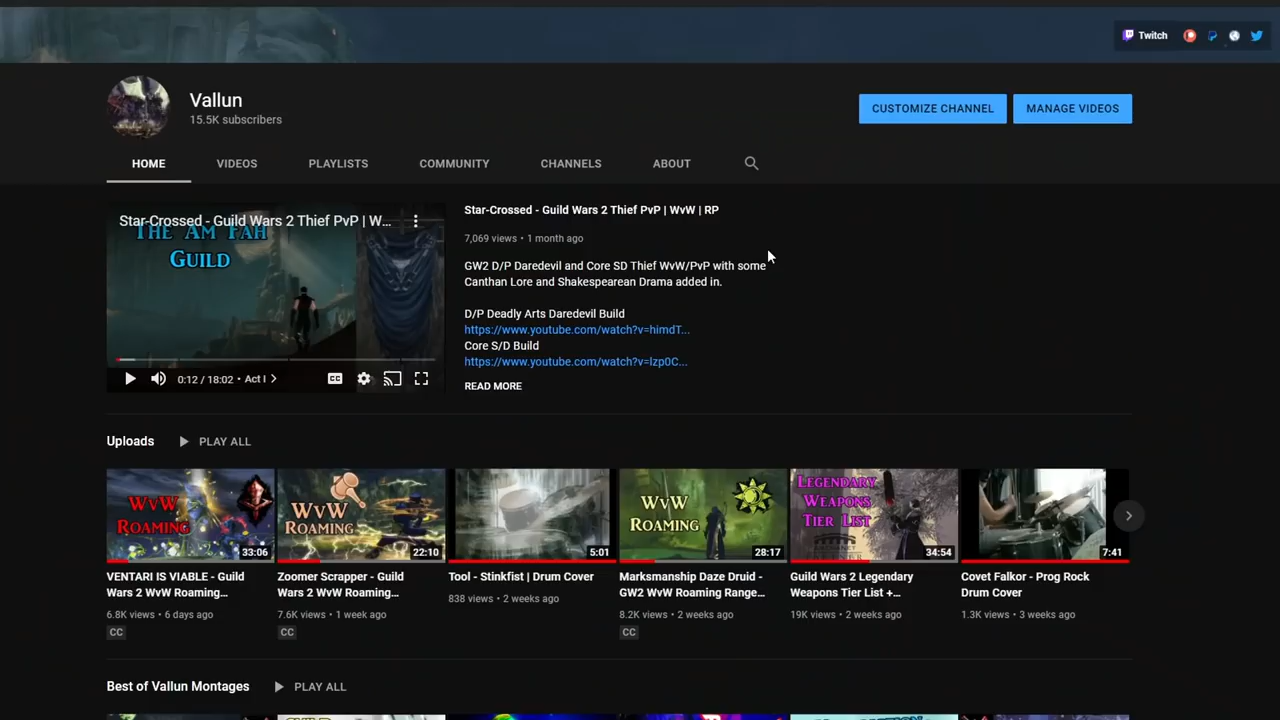 Twitch
Vallun
15.5K subscribers
CUSTOMIZE CHANNEL
MANAGE VIDEOS
HOME
VIDEOS
PLAYLISTS
COMMUNITY
CHANNELS
ABOUT
Star-Crossed - Guild Wars 2 Thief PvP | W...
THE AM FAH
GUILD
0:12 / 18:02 • Act I
CC
Star-Crossed - Guild Wars 2 Thief PvP | WvW | RP
7,069 views • 1 month ago
GW2 D/P Daredevil and Core SD Thief WvW/PvP with some
Canthan Lore and Shakespearean Drama added in.
D/P Deadly Arts Daredevil Build
https://www.youtube.com/watch?v=himdT...
Core S/D Build
https://www.youtube.com/watch?v=lzp0C...
READ MORE
Uploads
PLAY ALL
WvW
ROAMING
33:06
VENTARI IS VIABLE - Guild
Wars 2 WvW Roaming...
6.8K views • 6 days ago
CC
WvW
ROAMING
22:10
Zoomer Scrapper - Guild
Wars 2 WvW Roaming...
7.6K views • 1 week ago
CC
5:01
Tool - Stinkfist | Drum Cover
838 views • 2 weeks ago
WvW
ROAMING
28:17
Marksmanship Daze Druid -
GW2 WvW Roaming Range...
8.2K views • 2 weeks ago
CC
LEGENDARY
WEAPONS
TIER LIST
34:54
Guild Wars 2 Legendary
Weapons Tier List +...
19K views • 2 weeks ago
7:41
Covet Falkor - Prog Rock
Drum Cover
1.3K views • 3 weeks ago
Best of Vallun Montages
PLAY ALL